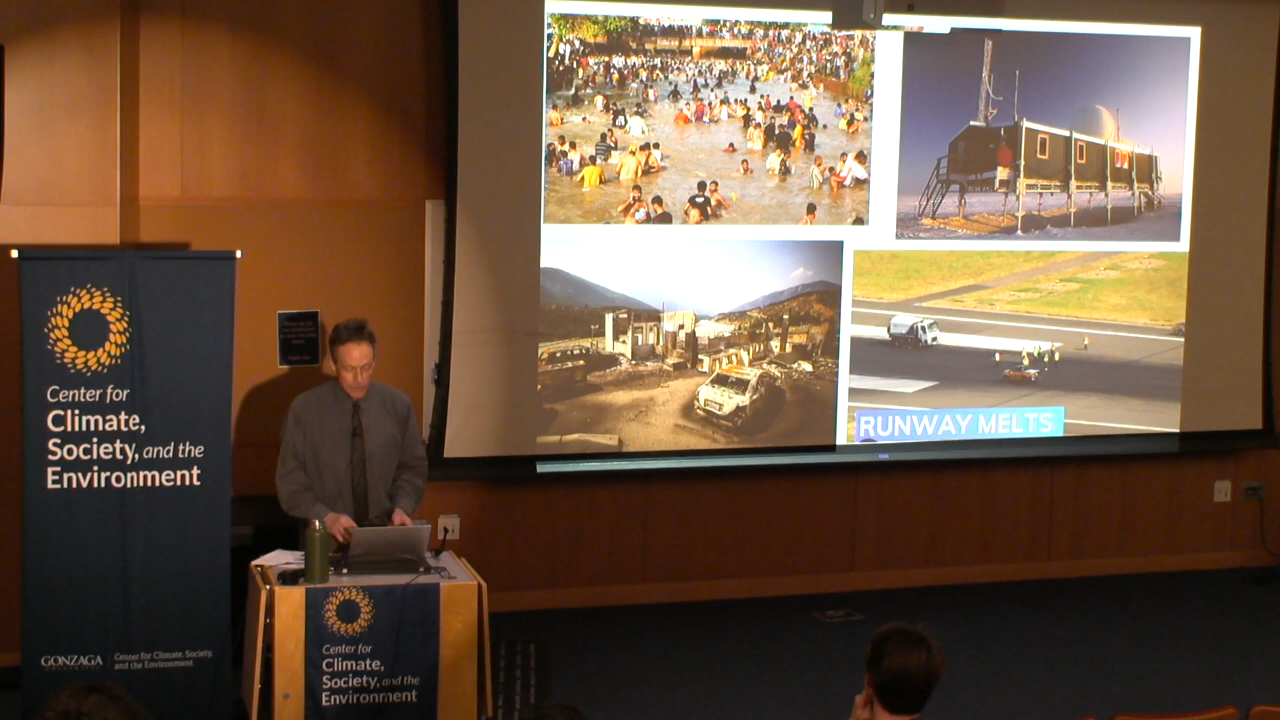 Center for
Climate,
Society, and the
Environment
GONZAGA
Center for Climate, Society,
and the Environment
Center for
Climate,
Society, and the
Environment
RUNWAY MELTS